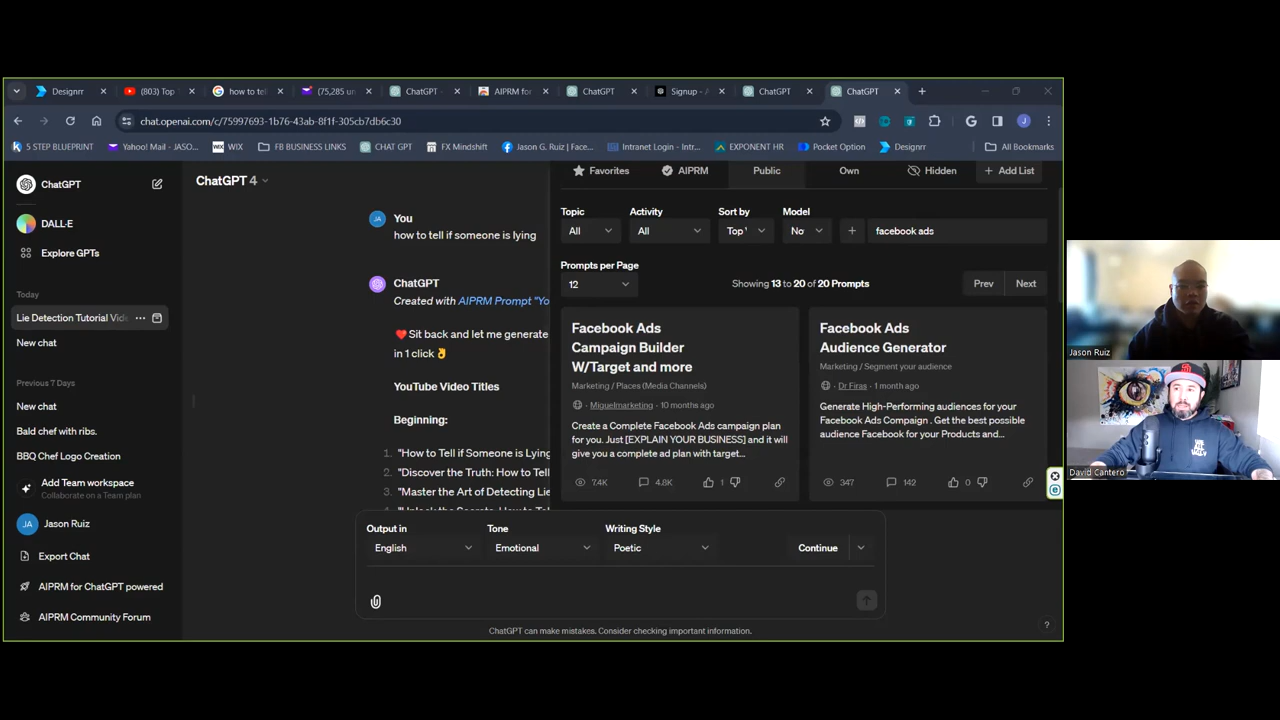 Designrr
(803) Top
how to tel
(75,285 un
ChatGPT
AIPRM for
ChatGPT
Signup - A
ChatGPT
ChatGPT
chat.openai.com/c/75997693-1b76-43ab-8f1f-305cb7db6c30
5 STEP BLUEPRINT
Yahoo! Mail - JASO...
WIX
FB BUSINESS LINKS
CHAT GPT
FX Mindshift
Jason G. Ruiz | Face...
Intranet Login - Intr...
EXPONENT HR
Pocket Option
Designrr
All Bookmarks
ChatGPT
DALL-E
Explore GPTs
Today
Lie Detection Tutorial Vid
New chat
Previous 7 Days
New chat
Bald chef with ribs.
BBQ Chef Logo Creation
Add Team workspace
Collaborate on a Team plan
Jason Ruiz
Export Chat
AIPRM for ChatGPT powered
AIPRM Community Forum
ChatGPT 4
You
how to tell if someone is lying
ChatGPT
Created with AIPRM Prompt "Yo
❤️ Sit back and let me generate
in 1 click 👌
YouTube Video Titles
Beginning:
1. "How to Tell if Someone is Lying
2. "Discover the Truth: How to Tell
3. "Master the Art of Detecting Lie
Favorites
AIPRM
Public
Own
Hidden
+ Add List
Topic
Activity
Sort by
Model
All
All
Top
No
facebook ads
Prompts per Page
12
Showing 13 to 20 of 20 Prompts
Prev
Next
Facebook Ads
Campaign Builder
W/Target and more
Marketing / Places (Media Channels)
Miguelmarketing · 10 months ago
Create a Complete Facebook Ads campaign plan
for you. Just [EXPLAIN YOUR BUSINESS] and it will
give you a complete ad plan with target...
7.4K
4.8K
1
Facebook Ads
Audience Generator
Marketing / Segment your audience
Dr Firas · 1 month ago
Generate High-Performing audiences for your
Facebook Ads Campaign . Get the best possible
audience Facebook for your Products and...
347
142
0
Output in
Tone
Writing Style
English
Emotional
Poetic
Continue
ChatGPT can make mistakes. Consider checking important information.
?
Jason Ruiz
David Cantero